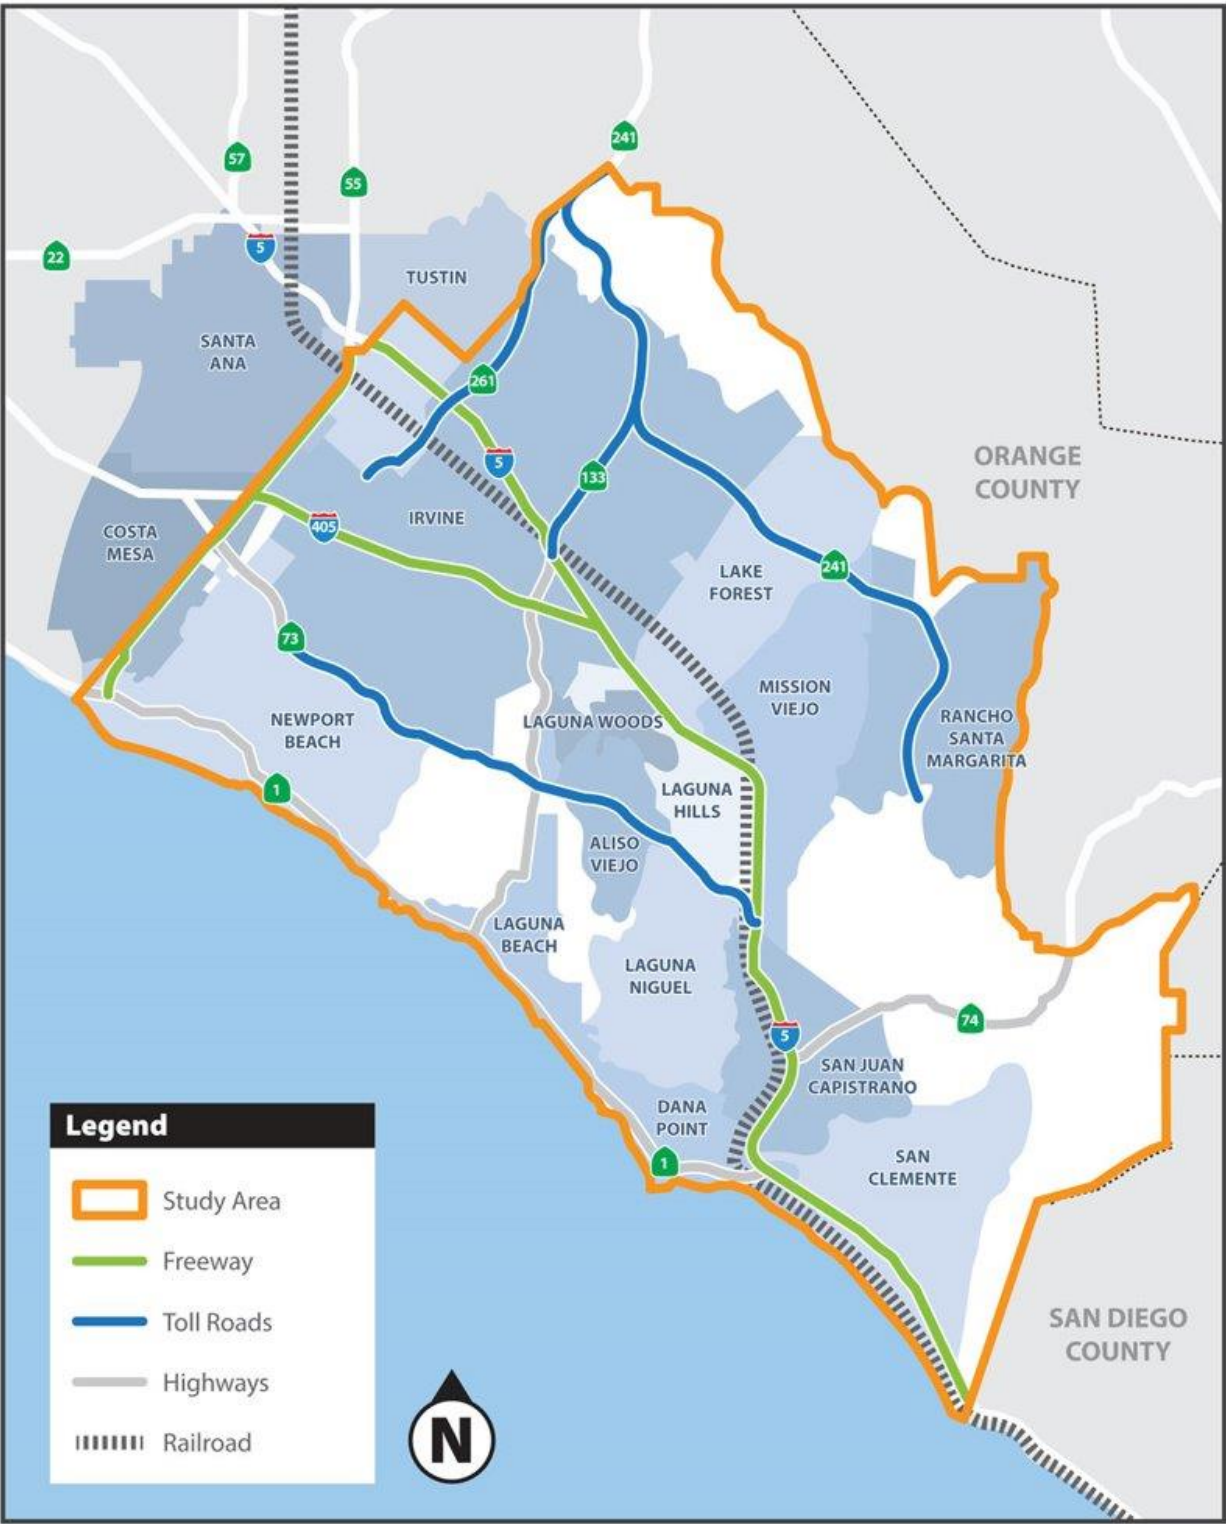 241
57
55
5
22
TUSTIN
SANTA
ANA
261
ORANGE
COUNTY
5
133
405
IRVINE
COSTA
MESA
241
LAKE
FOREST
73
MISSION
VIEJO
NEWPORT
BEACH
LAGUNA WOODS
RANCHO
SANTA
MARGARITA
1
LAGUNA
HILLS
ALISO
VIEJO
LAGUNA
BEACH
LAGUNA
NIGUEL
74
5
SAN JUAN
CAPISTRANO
DANA
POINT
1
SAN
CLEMENTE
SAN DIEGO
COUNTY
Legend
Study Area
Freeway
Toll Roads
Highways
Railroad
N